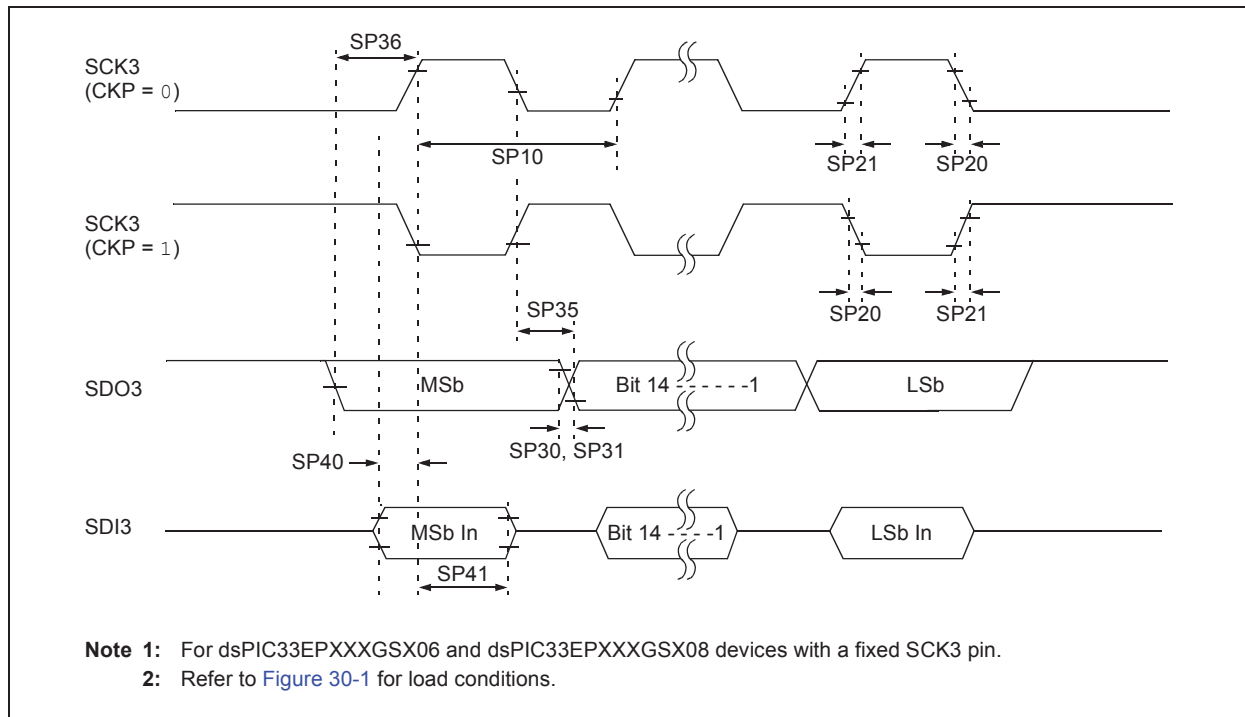 SP36
SCK3
(CKP = 0)
SP10
SP21
SP20
SCK3
(CKP = 1)
SP35
SP20
SP21
SDO3
MSb
Bit 14 - - - - - -1
LSb
SP40
SP30, SP31
SDI3
MSb In
Bit 14 - - - -1
LSb In
SP41
Note 1: For dsPIC33EPXXXGSX06 and dsPIC33EPXXXGSX08 devices with a fixed SCK3 pin.
2: Refer to Figure 30-1 for load conditions.